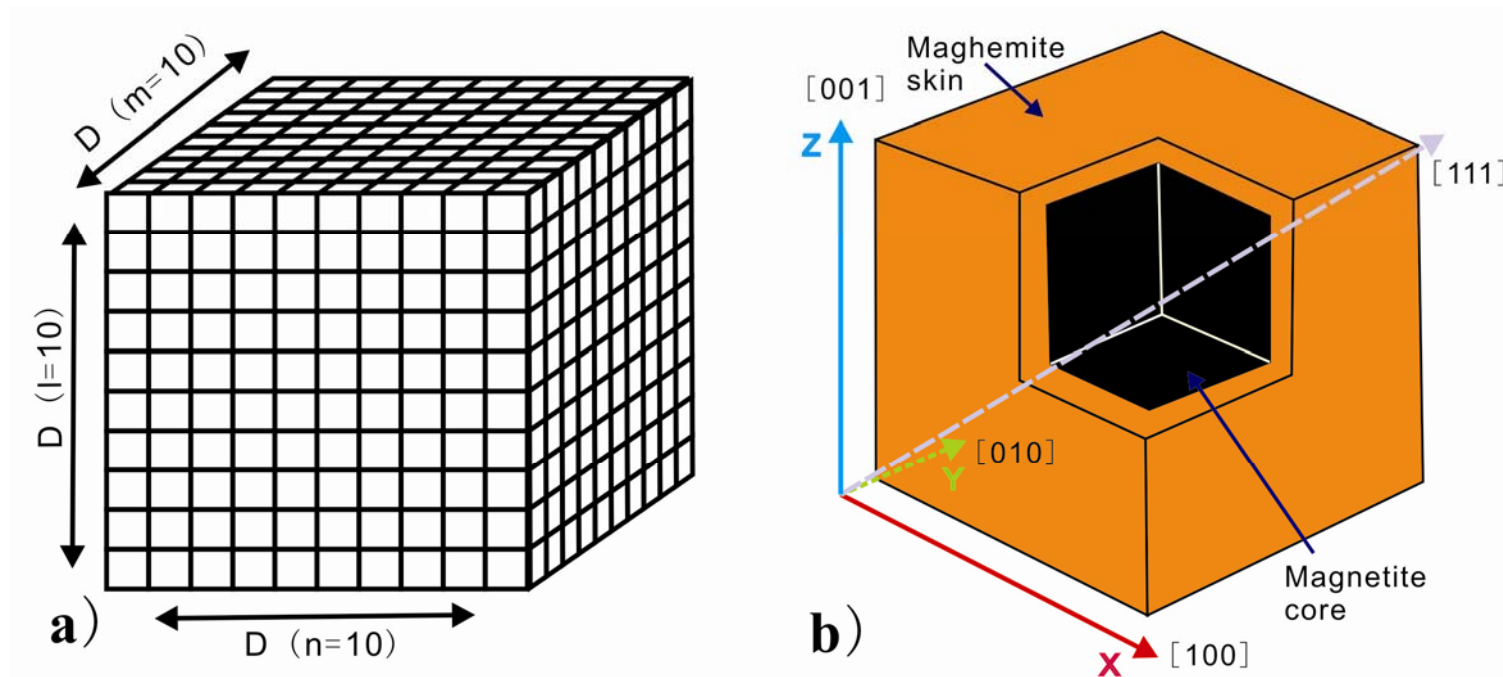 D (m=10)
D (l=10)
D (n=10)
a)
Maghemite
skin
[001]
Z
[111]
[010]
Y
Magnetite
core
X
[100]
b)